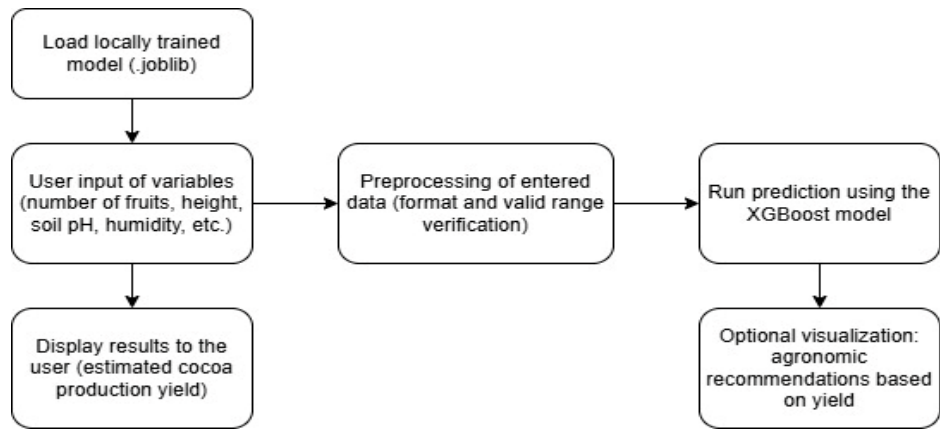 Load locally trained
model (.joblib)
User input of variables
(number of fruits, height,
soil pH, humidity, etc.)
Preprocessing of entered
data (format and valid range
verification)
Run prediction using the
XGBoost model
Display results to the
user (estimated cocoa
production yield)
Optional visualization:
agronomic
recommendations based
on yield